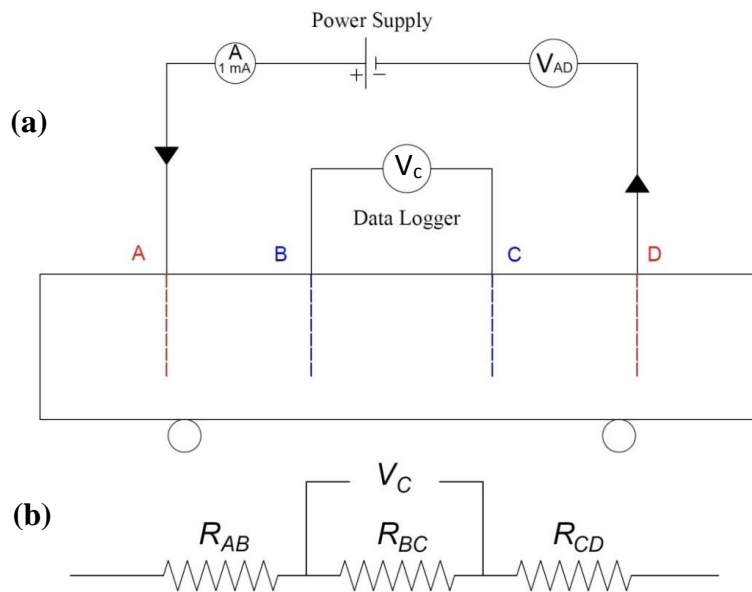 Power Supply
A
1 mA
+ −
VAD
(a)
Vc
Data Logger
A B C D
VC
(b)
RAB RBC RCD